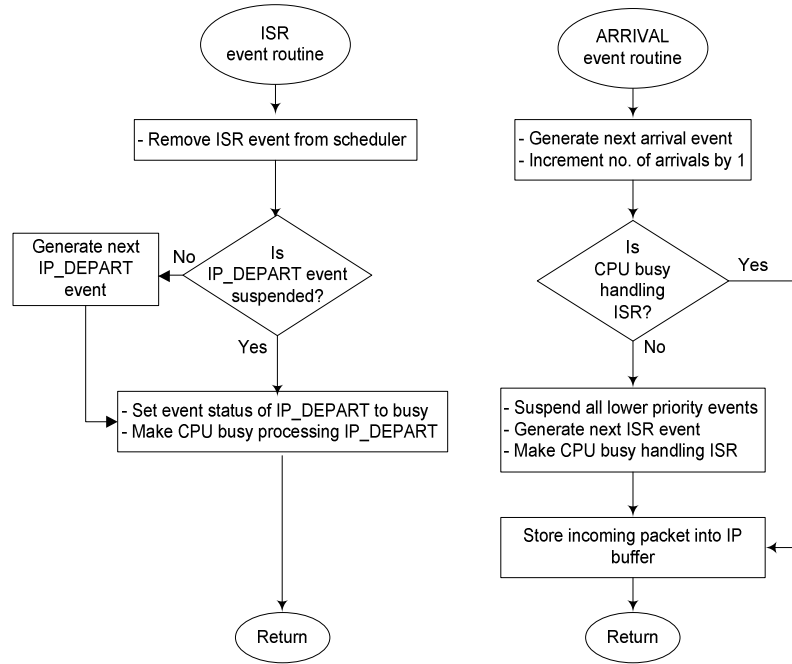 ISR
event routine
- Remove ISR event from scheduler
Is
IP_DEPART event
suspended?
No
Generate next
IP_DEPART
event
Yes
- Set event status of IP_DEPART to busy
- Make CPU busy processing IP_DEPART
Return
ARRIVAL
event routine
- Generate next arrival event
- Increment no. of arrivals by 1
Is
CPU busy
handling
ISR?
Yes
No
- Suspend all lower priority events
- Generate next ISR event
- Make CPU busy handling ISR
Store incoming packet into IP
buffer
Return